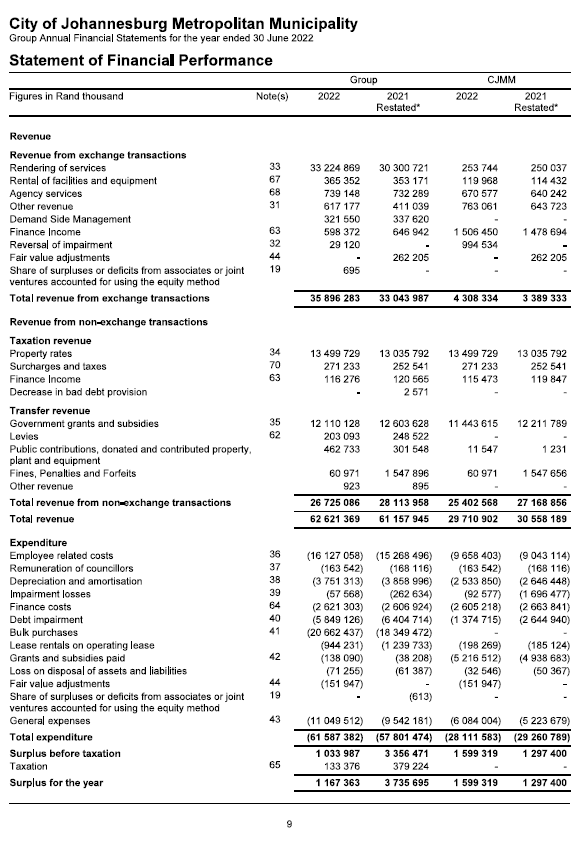 City of Johannesburg Metropolitan Municipality
Group Annual Financial Statements for the year ended 30 June 2022
Statement of Financial Performance
Group CJMM
Figures in Rand thousand Note(s) 2022 2021 2022 2021
Restated* Restated*
Revenue
Revenue from exchange transactions
Rendering of services 33 33 224 869 30 300 721 253 744 250 037
Rental of facilities and equipment 67 365 352 353 171 119 968 114 432
Agency services 68 739 148 732 289 670 577 640 242
Other revenue 31 617 177 411 039 763 061 643 723
Demand Side Management 321 550 337 620 - -
Finance Income 63 598 372 646 942 1 506 450 1 478 694
Reversal of impairment 32 29 120 - 994 534 -
Fair value adjustments 44 - 262 205 - 262 205
Share of surpluses or deficits from associates or joint 19 695 - - -
ventures accounted for using the equity method
Total revenue from exchange transactions 35 896 283 33 043 987 4 308 334 3 389 333
Revenue from non-exchange transactions
Taxation revenue
Property rates 34 13 499 729 13 035 792 13 499 729 13 035 792
Surcharges and taxes 70 271 233 252 541 271 233 252 541
Finance Income 63 116 276 120 565 115 473 119 847
Decrease in bad debt provision - 2 571 - -
Transfer revenue
Government grants and subsidies 35 12 110 128 12 603 628 11 443 615 12 211 789
Levies 62 203 093 248 522 - -
Public contributions, donated and contributed property, 462 733 301 548 11 547 1 231
plant and equipment
Fines, Penalties and Forfeits 60 971 1 547 896 60 971 1 547 656
Other revenue 923 895 - -
Total revenue from non-exchange transactions 26 725 086 28 113 958 25 402 568 27 168 856
Total revenue 62 621 369 61 157 945 29 710 902 30 558 189
Expenditure
Employee related costs 36 (16 127 058) (15 268 496) (9 658 403) (9 043 114)
Remuneration of councillors 37 (163 542) (168 116) (163 542) (168 116)
Depreciation and amortisation 38 (3 751 313) (3 858 996) (2 533 850) (2 646 448)
Impairment losses 39 (57 568) (262 634) (92 577) (1 696 477)
Finance costs 64 (2 621 303) (2 606 924) (2 605 218) (2 663 841)
Debt impairment 40 (5 849 126) (6 404 714) (1 374 715) (2 644 940)
Bulk purchases 41 (20 662 437) (18 349 472) - -
Lease rentals on operating lease (944 231) (1 239 733) (198 269) (185 124)
Grants and subsidies paid 42 (138 090) (38 208) (5 216 512) (4 938 683)
Loss on disposal of assets and liabilities (71 255) (61 387) (32 546) (50 367)
Fair value adjustments 44 (151 947) - (151 947) -
Share of surpluses or deficits from associates or joint 19 - (613) - -
ventures accounted for using the equity method
General expenses 43 (11 049 512) (9 542 181) (6 084 004) (5 223 679)
Total expenditure (61 587 382) (57 801 474) (28 111 583) (29 260 789)
Surplus before taxation 1 033 987 3 356 471 1 599 319 1 297 400
Taxation 65 133 376 379 224 - -
Surplus for the year 1 167 363 3 735 695 1 599 319 1 297 400
9